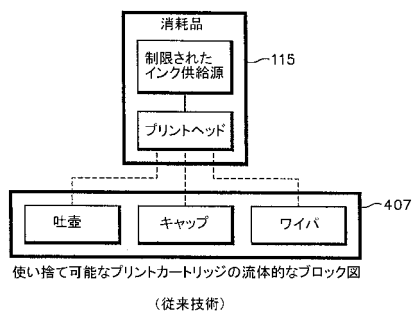 消耗品
制限された
インク供給源
115
プリントヘッド
407
吐壷
キャップ
ワイパ
使い捨て可能なプリントカートリッジの流体的なブロック図
(従来技術)